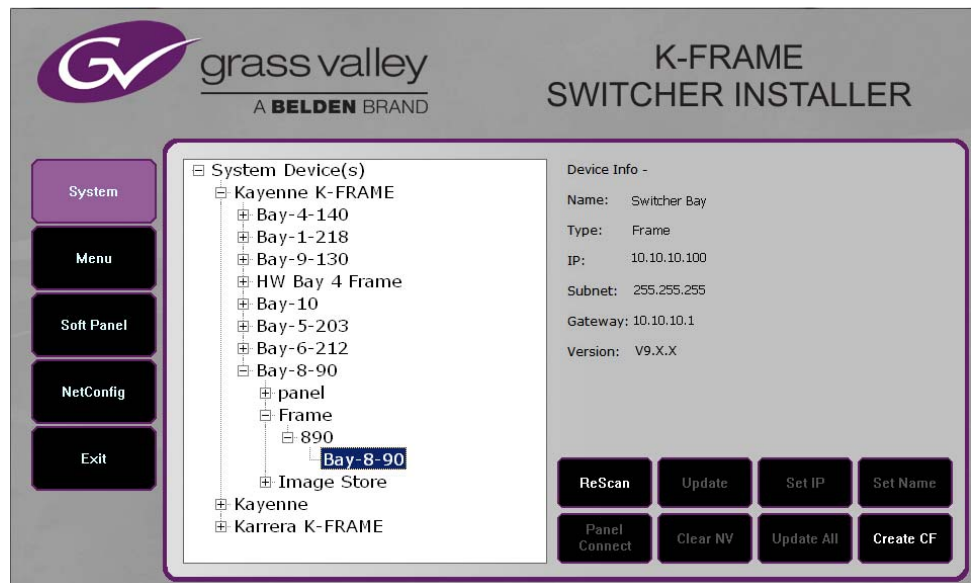 GV
grass valley
A BELDEN BRAND
K-FRAME
SWITCHER INSTALLER
System
Menu
Soft Panel
NetConfig
Exit
System Device(s)
Kayenne K-FRAME
Bay-4-140
Bay-1-218
Bay-9-130
HW Bay 4 Frame
Bay-10
Bay-5-203
Bay-6-212
Bay-8-90
panel
Frame
890
Bay-8-90
Image Store
Kayenne
Karrera K-FRAME
Device Info -
Name: Switcher Bay
Type: Frame
IP: 10.10.10.100
Subnet: 255.255.255
Gateway: 10.10.10.1
Version: V9.X.X
ReScan
Update
Set IP
Set Name
Panel
Connect
Clear NV
Update All
Create CF